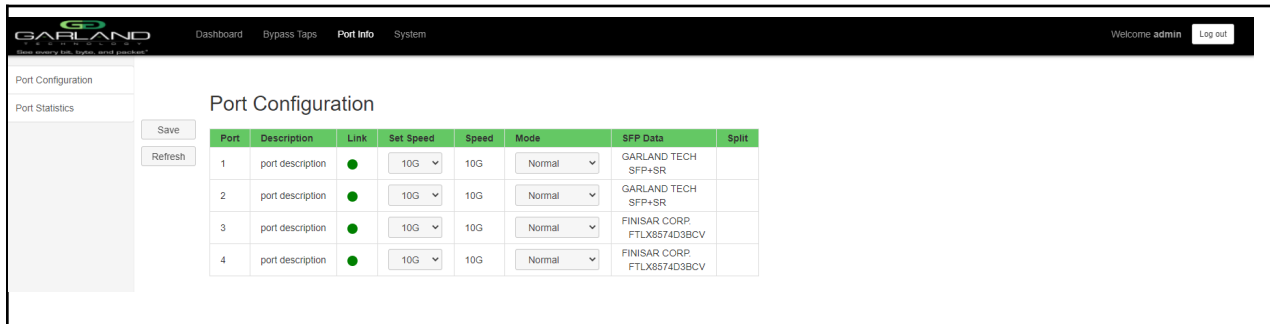 GARLAND
TECHNOLOGY
See every bit, byte, and packet®
Dashboard Bypass Taps Port Info System
Welcome admin Log out
Port Configuration
Port Statistics
Save
Refresh
Port Configuration
Port Description Link Set Speed Speed Mode SFP Data Split
1 port description 10G 10G Normal GARLAND TECH
SFP+SR
2 port description 10G 10G Normal GARLAND TECH
SFP+SR
3 port description 10G 10G Normal FINISAR CORP.
FTLX8574D3BCV
4 port description 10G 10G Normal FINISAR CORP.
FTLX8574D3BCV